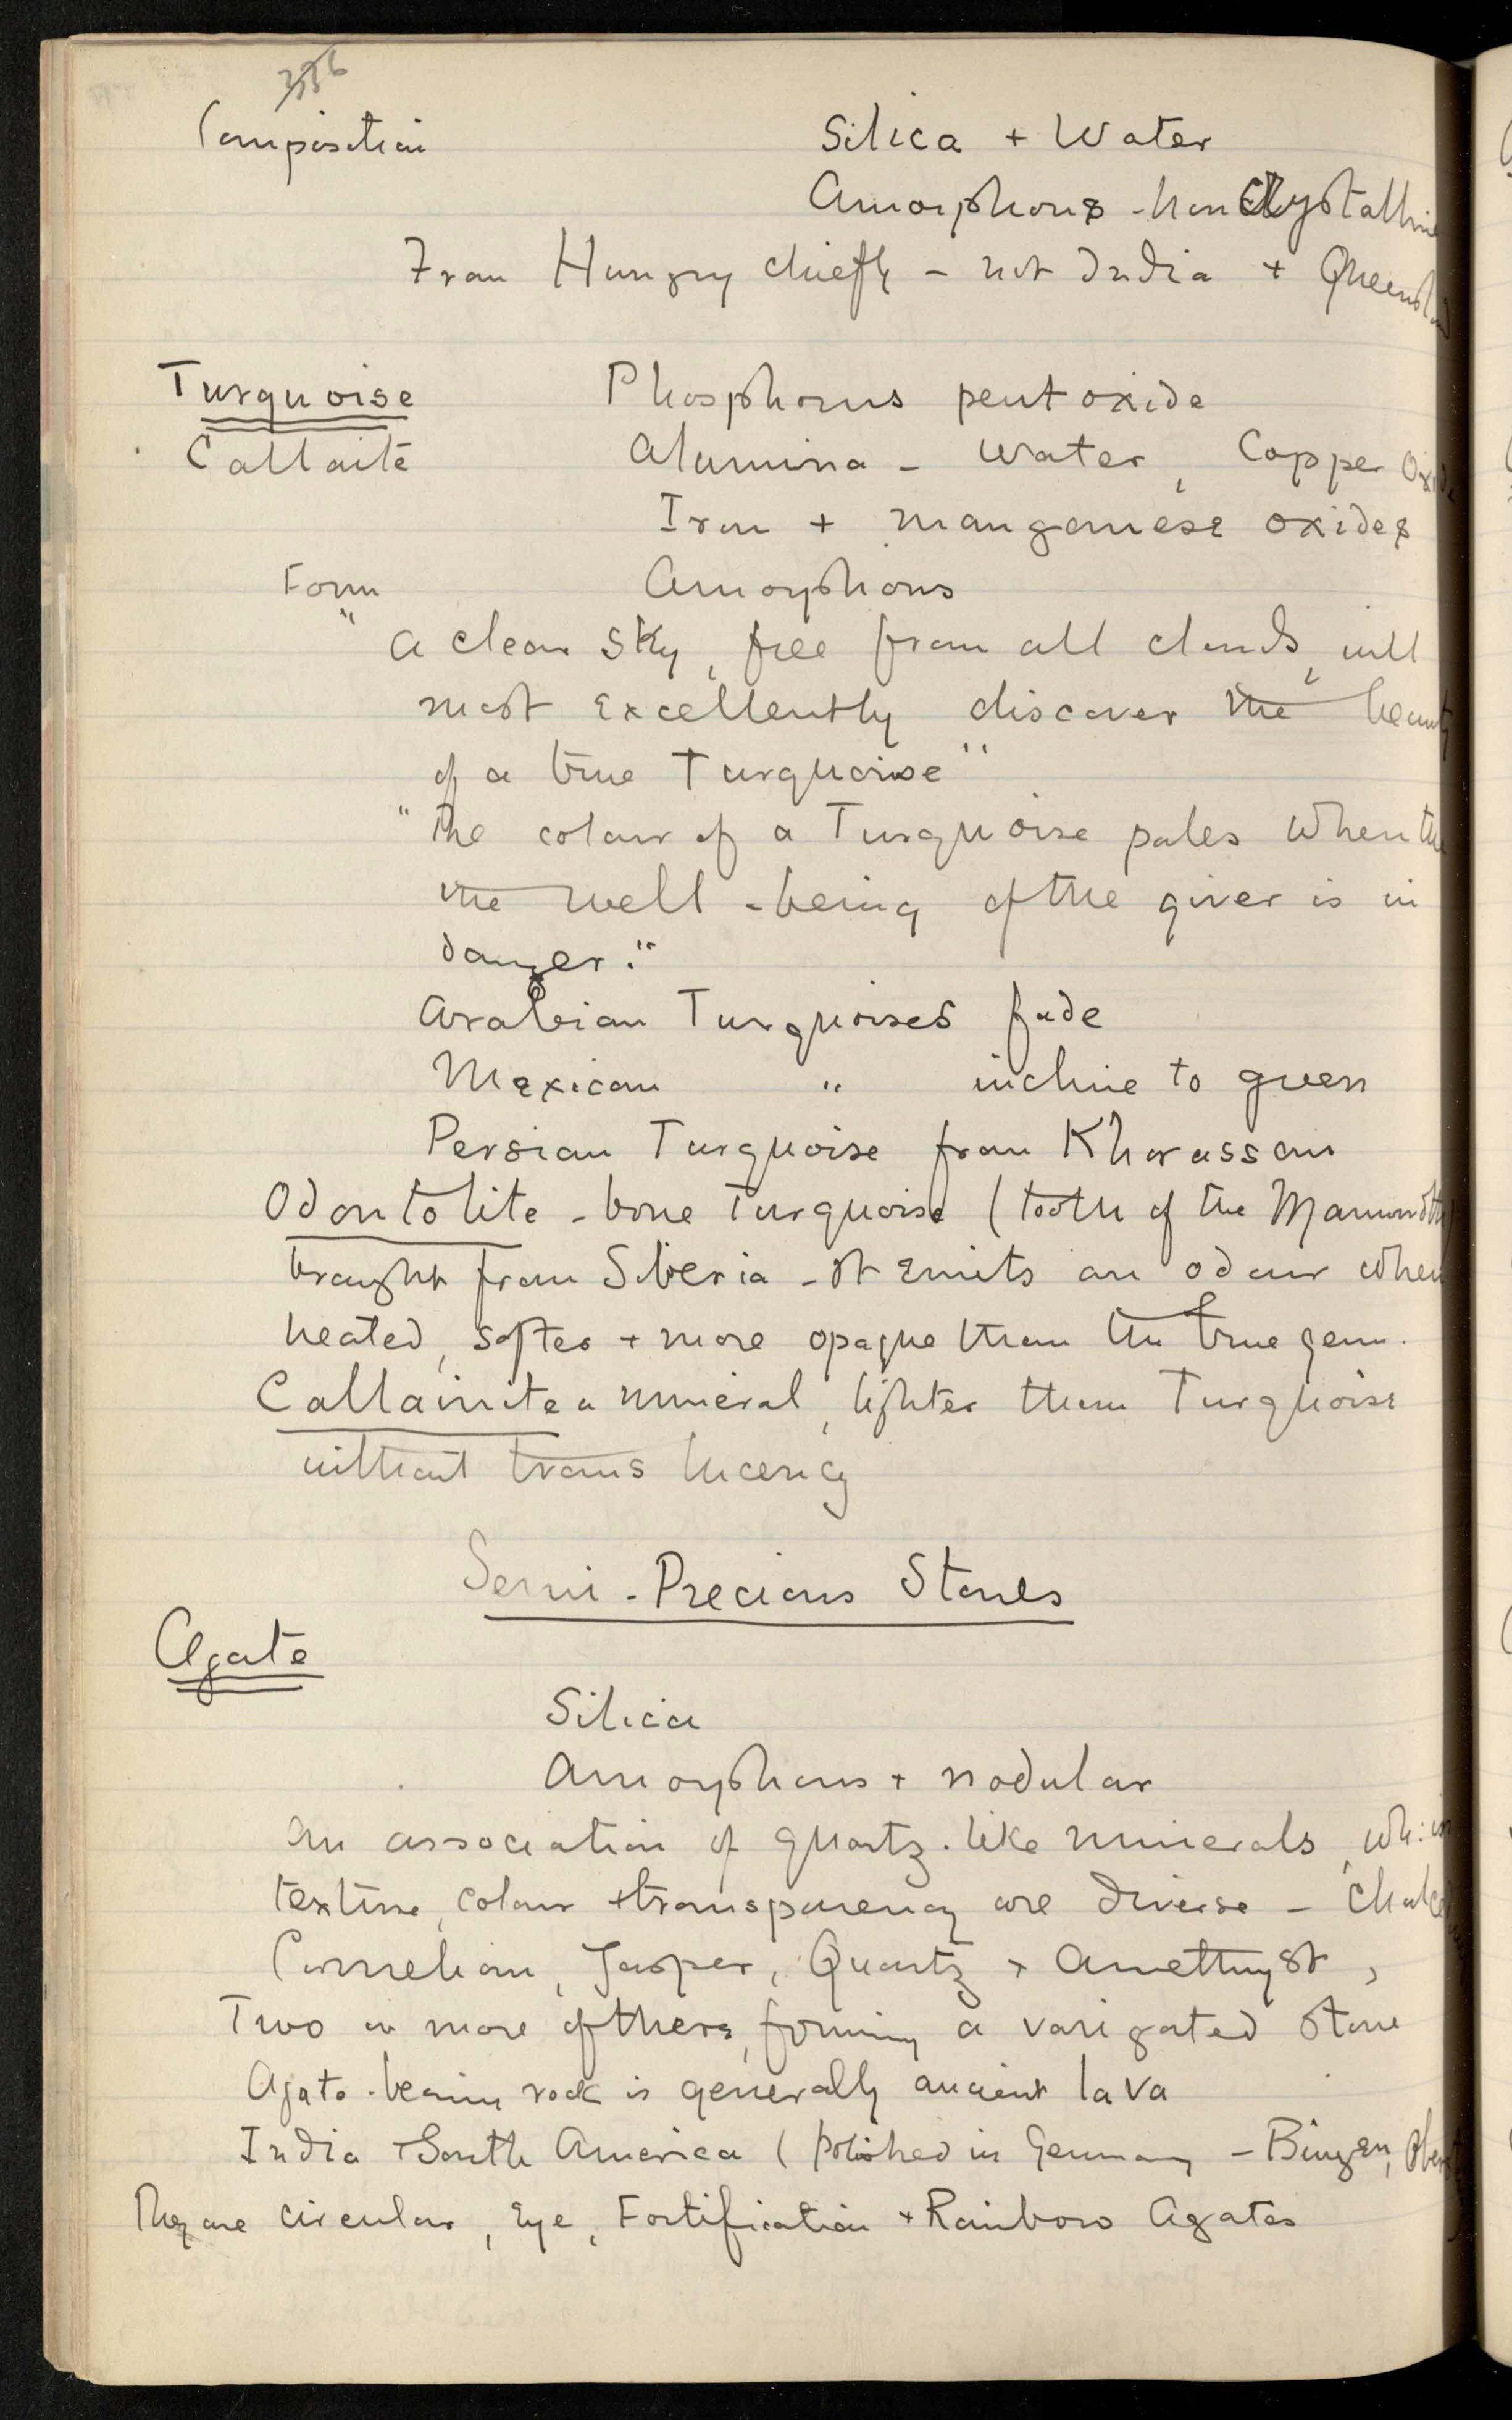 356
Composition Silica + Water
Amorphous - non Crystalline
From Hungry chiefly - not India + Queensland
Turquoise Phosphorus pentoxide
Callaite Alumina - Water, Copper Oxide
Iron + manganese oxides
Form Amorphous
"A clear sky, free from all clouds, will
most excellently discover the beauty
of a true Turquoise"
"The colour of a Turquoise pales when the
the well-being of the giver is in
danger."
Arabian Turquoises fade
Mexican " incline to green
Persian Turquoise from Khorassan
Odontolite - bone Turquoise (tooth of the Mammoth
brought from Siberia - It emits an odour when
heated, softer + more opaque than the true gem.
Callainite a mineral, lighter than Turquoise
without translucency
Semi-Precious Stones
Agate
Silica
Amorphous + nodular
An association of quartz-like minerals, wh: in
texture, colour + transparency are diverse -
Cornelian, Jasper, Quartz + Amethyst,
Two or more of these, forming a varigated stone
Agate-bearing rock is generally ancient lava
India + South America (polished in Germany - Bingen,
They are circular, Eye, Fortification + Rainbow Agates